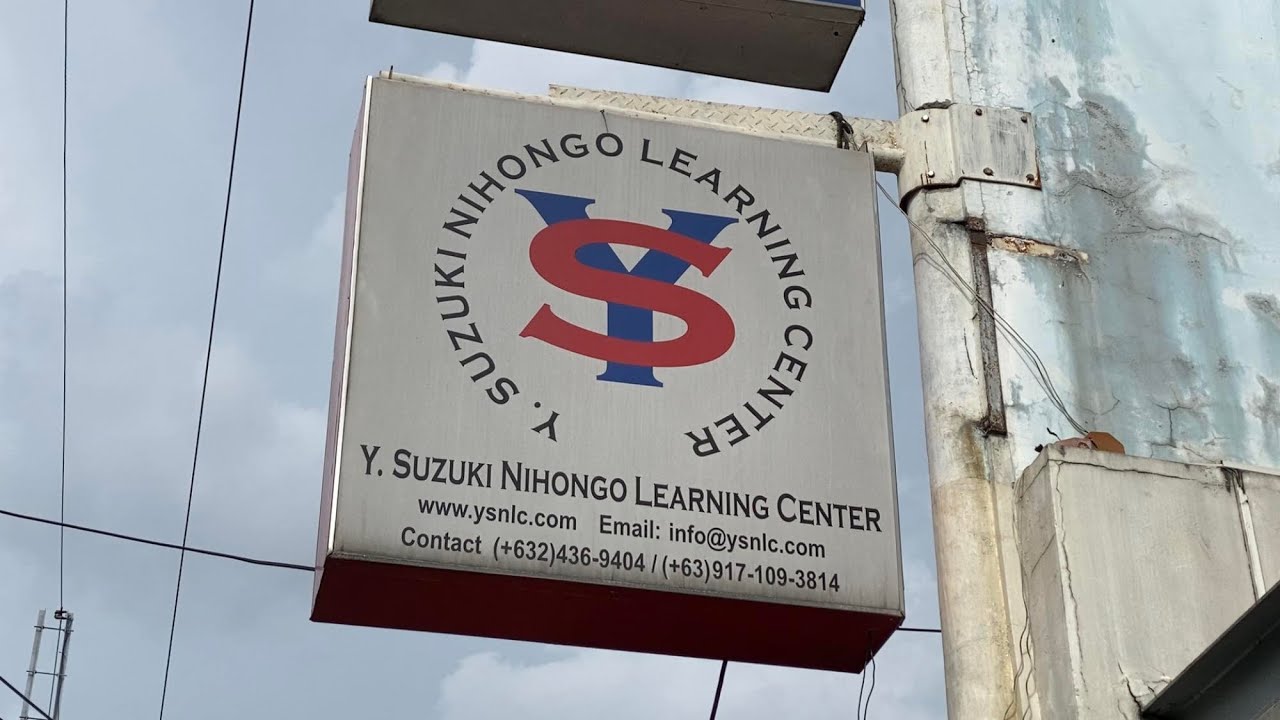 Y. SUZUKI NIHONGO LEARNING CENTER
YS
Y. SUZUKI NIHONGO LEARNING CENTER
www.ysnlc.com Email: info@ysnlc.com
Contact (+632)436-9404 / (+63)917-109-3814